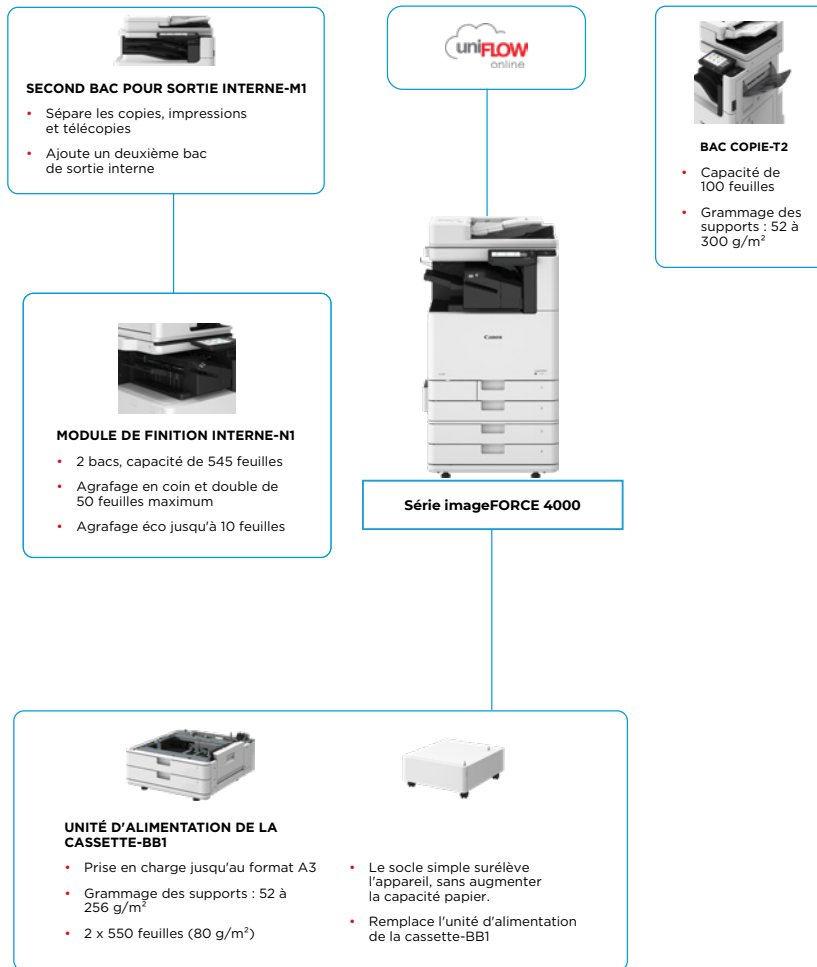 SECOND BAC POUR SORTIE INTERNE-M1
• Sépare les copies, impressions
et télécopies
• Ajoute un deuxième bac
de sortie interne
uniFLOW
online
BAC COPIE-T2
• Capacité de
100 feuilles
• Grammage des
supports : 52 à
300 g/m²
MODULE DE FINITION INTERNE-N1
• 2 bacs, capacité de 545 feuilles
• Agrafage en coin et double de
50 feuilles maximum
• Agrafage éco jusqu'à 10 feuilles
Canon
Série imageFORCE 4000
UNITÉ D'ALIMENTATION DE LA
CASSETTE-BB1
• Prise en charge jusqu'au format A3
• Grammage des supports : 52 à
256 g/m²
• 2 x 550 feuilles (80 g/m²)
• Le socle simple surélève
l'appareil, sans augmenter
la capacité papier.
• Remplace l'unité d'alimentation
de la cassette-BB1